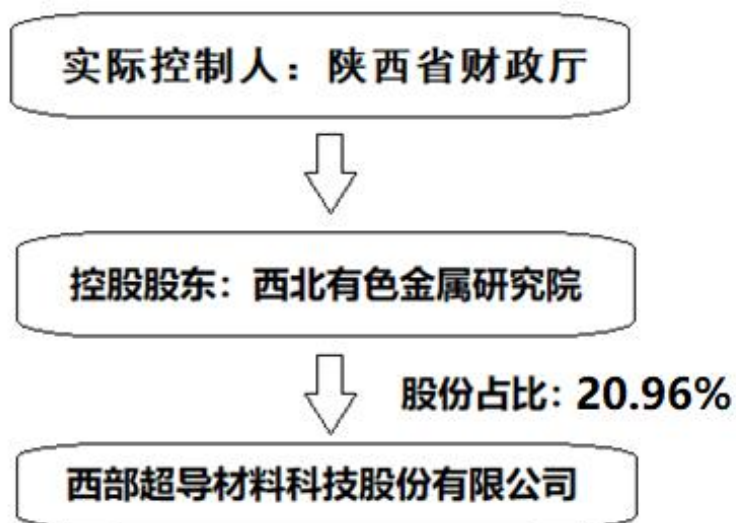 实际控制人：陕西省财政厅
控股股东：西北有色金属研究院
股份占比：20.96%
西部超导材料科技股份有限公司